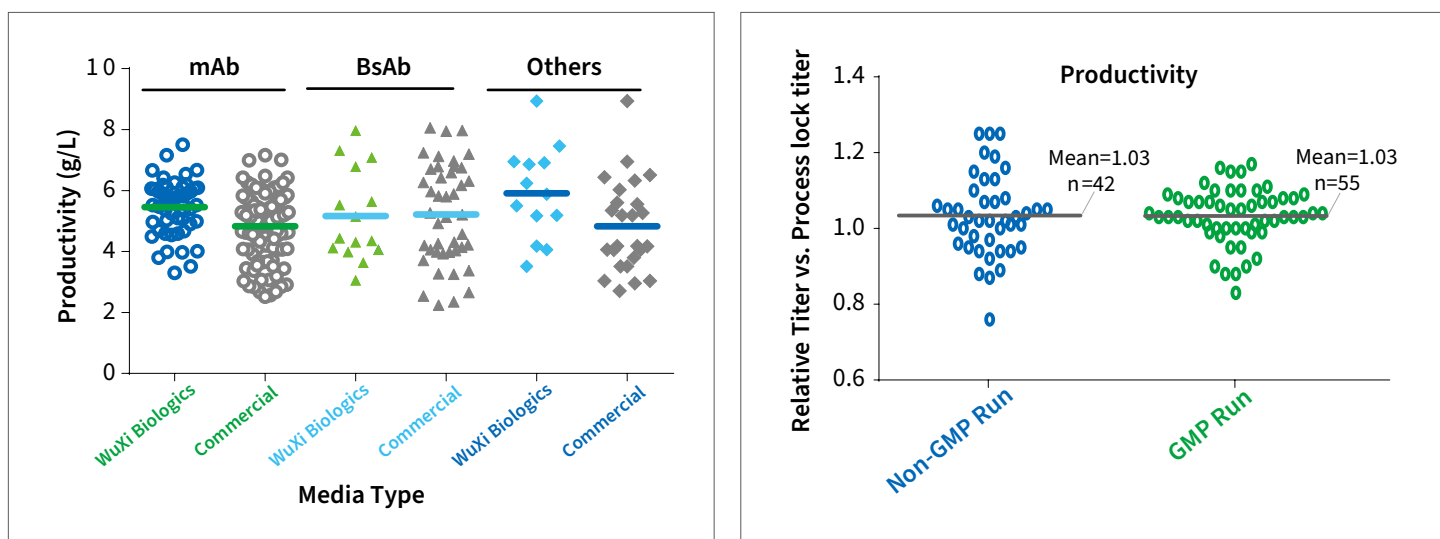 mAb
BsAb
Others
Productivity (g/L)
10
8
6
4
2
0
WuXi Biologics
Commercial
WuXi Biologics
Commercial
WuXi Biologics
Commercial
Media Type
Productivity
Relative Titer vs. Process lock titer
1.4
1.2
1.0
0.8
0.6
Mean=1.03
n=42
Mean=1.03
n=55
Non-GMP Run
GMP Run